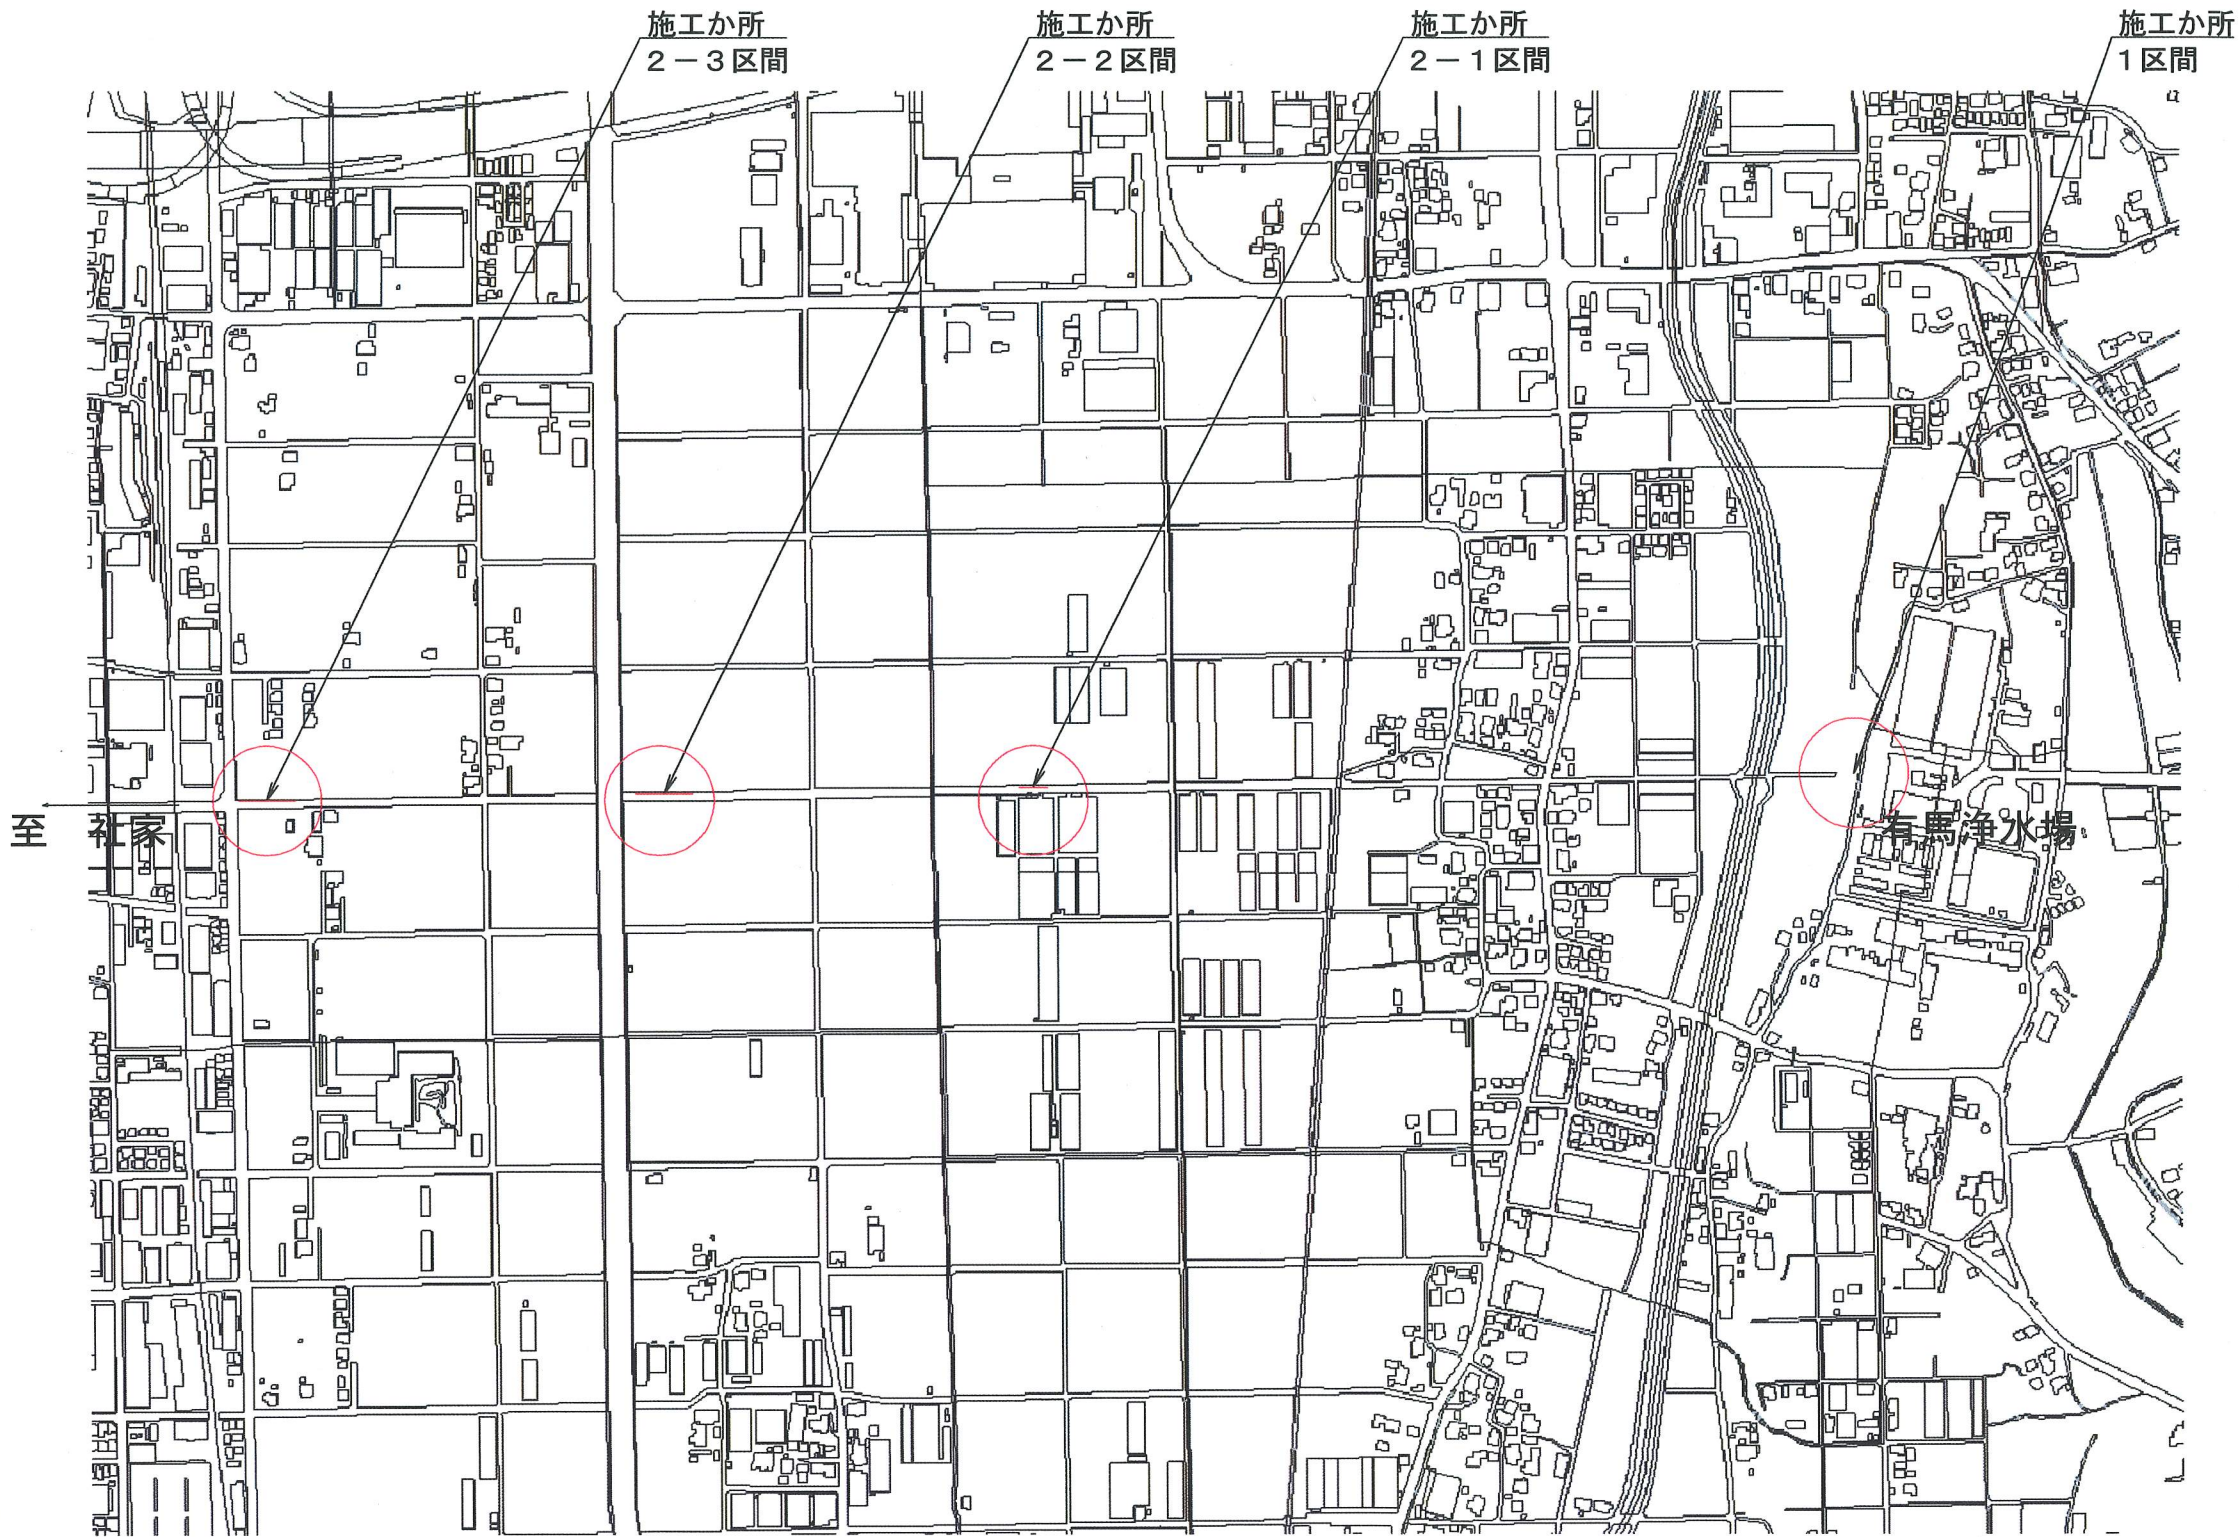 施工か所
2－3区間
施工か所
2－2区間
施工か所
2－1区間
施工か所
1区間
至 社家
有馬浄水場